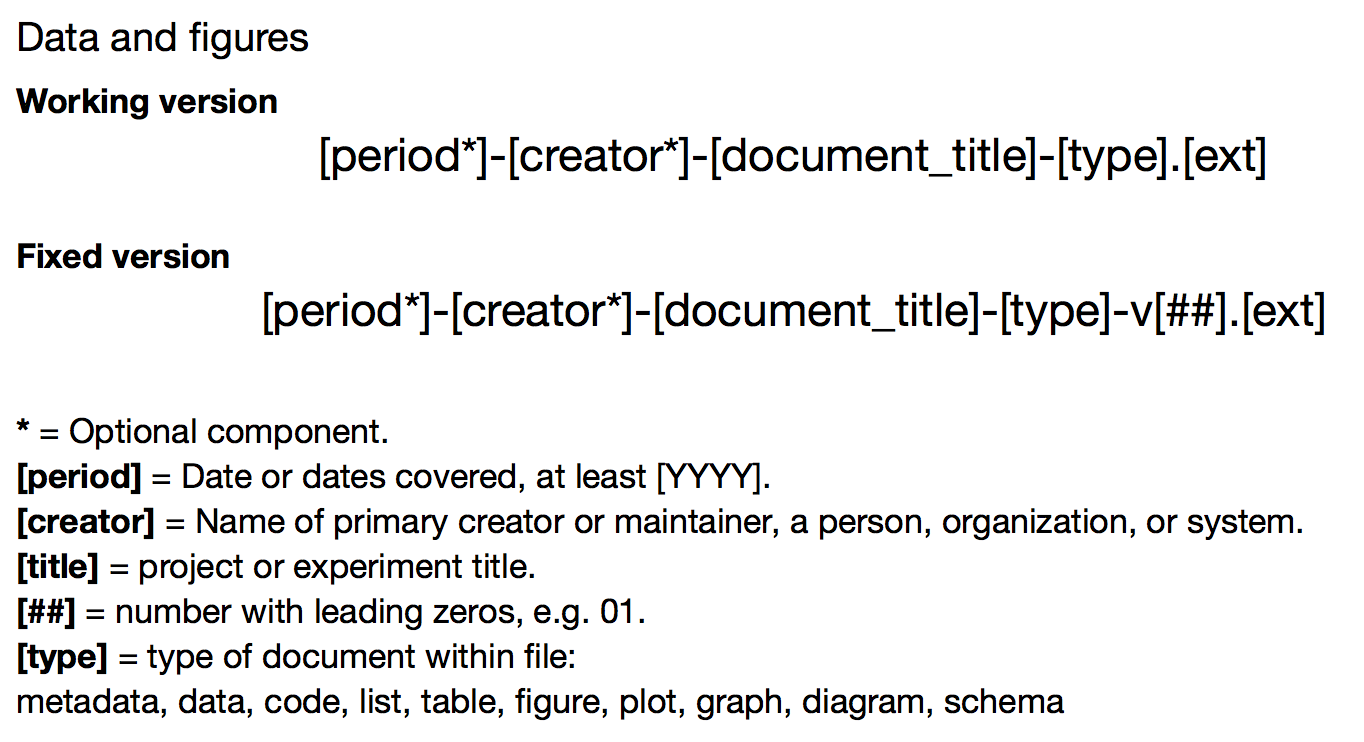 Data and figures
Working version
[period*]-[creator*]-[document_title]-[type].[ext]
Fixed version
[period*]-[creator*]-[document_title]-[type]-v[##].[ext]
* = Optional component.
[period] = Date or dates covered, at least [YYYY].
[creator] = Name of primary creator or maintainer, a person, organization, or system.
[title] = project or experiment title.
[##] = number with leading zeros, e.g. 01.
[type] = type of document within file:
metadata, data, code, list, table, figure, plot, graph, diagram, schema